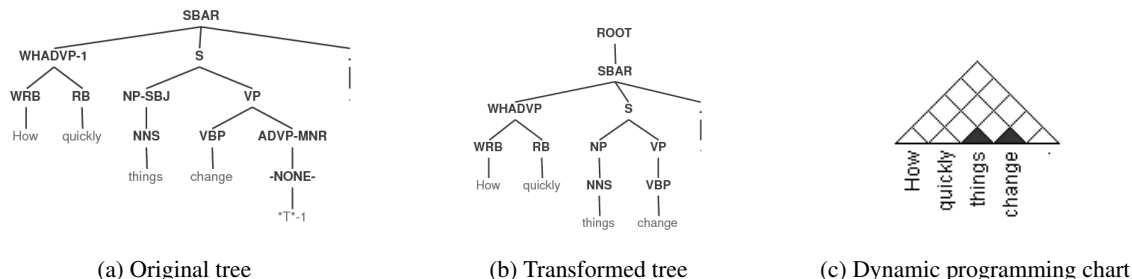 SBAR
WHADVP-1 S .
WRB RB NP-SBJ VP .
How quickly NNS VBP ADVP-MNR
things change -NONE-
*T*-1
(a) Original tree
ROOT
SBAR
WHADVP S .
WRB RB NP VP .
How quickly NNS VBP
things change
(b) Transformed tree
How
quickly
things
change
.
(c) Dynamic programming chart